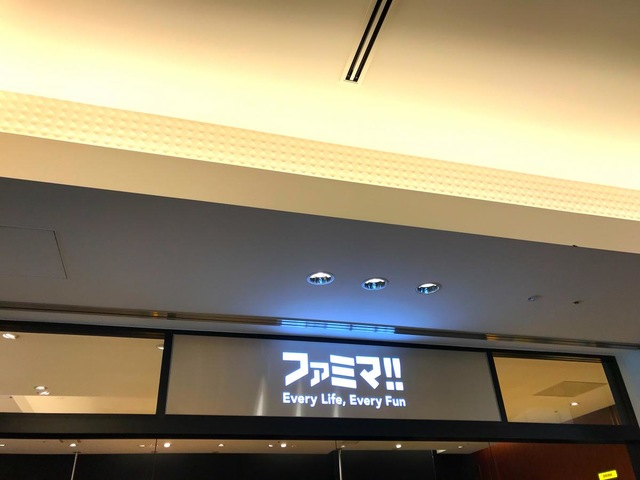 ファミマ!!
Every Life, Every Fun